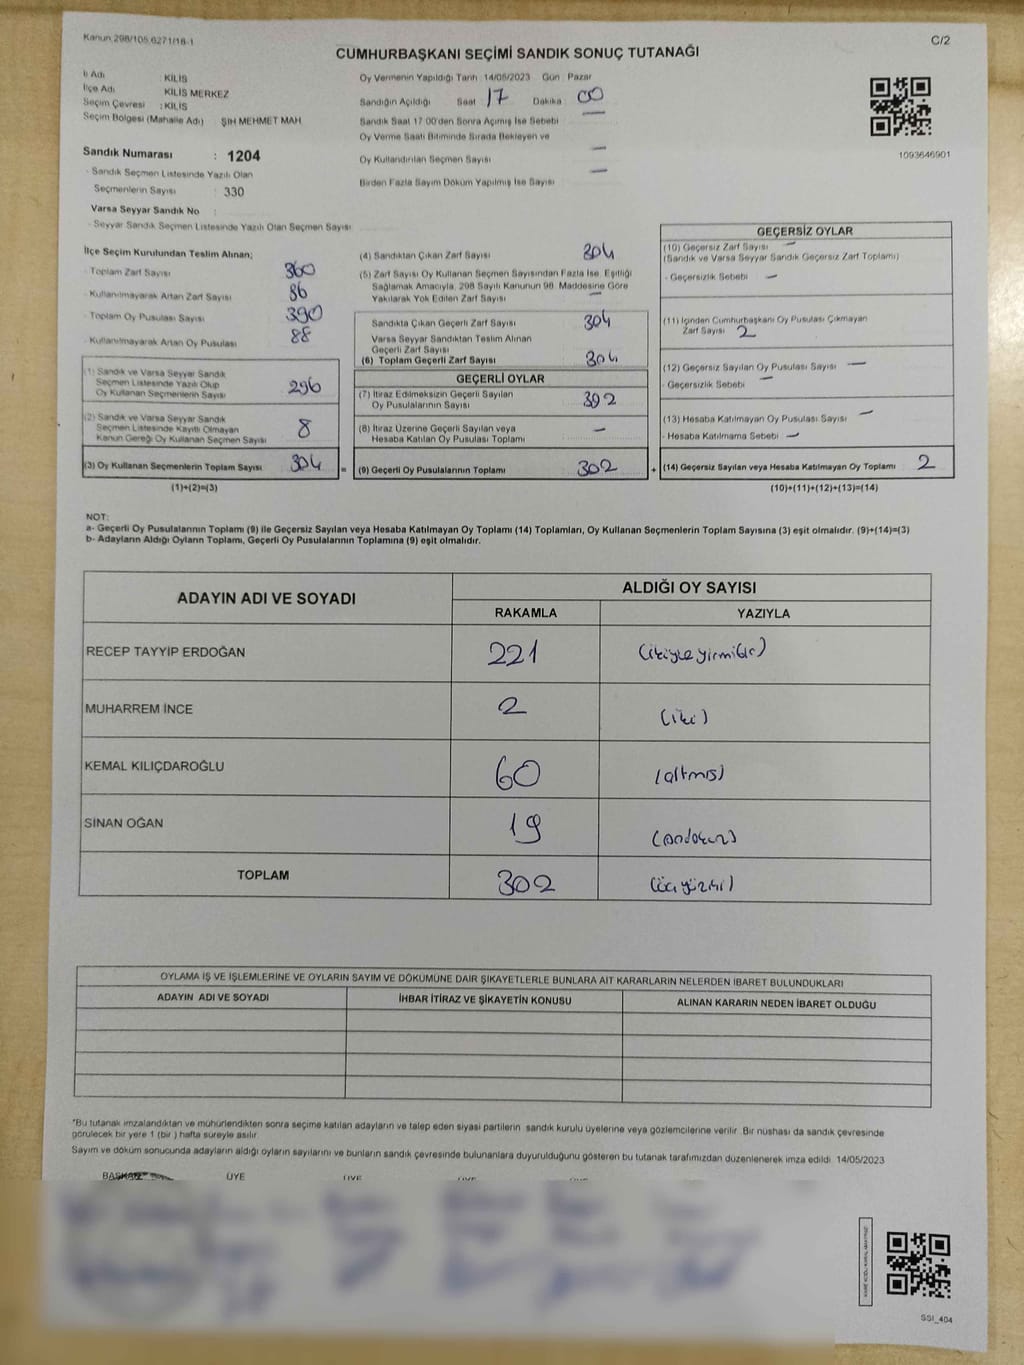 Kanun 298/105,6271/18-1
C/2
CUMHURBAŞKANI SEÇİMİ SANDIK SONUÇ TUTANAĞI
İl Adı : KİLİS
İlçe Adı : KİLİS MERKEZ
Seçim Çevresi : KİLİS
Seçim Bölgesi (Mahalle Adı) ŞIH MEHMET MAH.
Sandık Numarası : 1204
- Sandık Seçmen Listesinde Yazılı Olan
Seçmenlerin Sayısı : 330
Varsa Seyyar Sandık No :
- Seyyar Sandık Seçmen Listesinde Yazılı Olan Seçmen Sayısı:
Oy Vermenin Yapıldığı Tarih 14/05/2023 Gün Pazar
Sandığın Açıldığı Saat 17 Dakika 00
Sandık Saat 17:00'den Sonra Açımış İse Sebebi —
Oy Verme Saati Bitiminde Sırada Bekleyen ve
Oy Kullandırılan Seçmen Sayısı —
Birden Fazla Sayım Döküm Yapılmış İse Sayısı —
1093646901
İlçe Seçim Kurulundan Teslim Alınan;
- Toplam Zarf Sayısı 360
- Kullanılmayarak Artan Zarf Sayısı 86
- Toplam Oy Pusulası Sayısı 390
- Kullanılmayarak Artan Oy Pusulası 88
(1) Sandık ve Varsa Seyyar Sandık
Seçmen Listesinde Yazılı Olup
Oy Kullanan Seçmenlerin Sayısı 296
(2) Sandık ve Varsa Seyyar Sandık
Seçmen Listesinde Kayıtlı Olmayan
Kanun Gereği Oy Kullanan Seçmen Sayısı 8
(3) Oy Kullanan Seçmenlerin Toplam Sayısı 304 =
(1)+(2)=(3)
(4) Sandıktan Çıkan Zarf Sayısı 304
(5) Zarf Sayısı Oy Kullanan Seçmen Sayısından Fazla İse, Eşitliği
Sağlamak Amacıyla, 298 Sayılı Kanunun 98. Maddesine Göre
Yakılarak Yok Edilen Zarf Sayısı —
Sandıkta Çıkan Geçerli Zarf Sayısı 304
Varsa Seyyar Sandıktan Teslim Alınan
Geçerli Zarf Sayısı
(6) Toplam Geçerli Zarf Sayısı 304
GEÇERLİ OYLAR
(7) İtiraz Edilmeksizin Geçerli Sayılan
Oy Pusulalarının Sayısı 302
(8) İtiraz Üzerine Geçerli Sayılan veya
Hesaba Katılan Oy Pusulası Toplamı —
(9) Geçerli Oy Pusulalarının Toplamı 302 +
GEÇERSİZ OYLAR
(10) Geçersiz Zarf Sayısı —
(Sandık ve Varsa Seyyar Sandık Geçersiz Zarf Toplamı)
- Geçersizlik Sebebi —
(11) İçinden Cumhurbaşkanı Oy Pusulası Çıkmayan
Zarf Sayısı 2
(12) Geçersiz Sayılan Oy Pusulası Sayısı —
- Geçersizlik Sebebi —
(13) Hesaba Katılmayan Oy Pusulası Sayısı —
- Hesaba Katılmama Sebebi —
(14) Geçersiz Sayılan veya Hesaba Katılmayan Oy Toplamı 2
(10)+(11)+(12)+(13)=(14)
NOT:
a- Geçerli Oy Pusulalarının Toplamı (9) ile Geçersiz Sayılan veya Hesaba Katılmayan Oy Toplamı (14) Toplamları, Oy Kullanan Seçmenlerin Toplam Sayısına (3) eşit olmalıdır. (9)+(14)=(3)
b- Adayların Aldığı Oyların Toplamı, Geçerli Oy Pusulalarının Toplamına (9) eşit olmalıdır.
ADAYIN ADI VE SOYADI
ALDIĞI OY SAYISI
RAKAMLA YAZIYLA
RECEP TAYYİP ERDOĞAN 221
MUHARREM İNCE 2 (iki)
KEMAL KILIÇDAROĞLU 60 (altmış)
SİNAN OĞAN 19 (ondokuz)
TOPLAM 302 (üçyüziki)
OYLAMA İŞ VE İŞLEMLERİNE VE OYLARIN SAYIM VE DÖKÜMÜNE DAİR ŞİKAYETLERLE BUNLARA AİT KARARLARIN NELERDEN İBARET BULUNDUKLARI
ADAYIN ADI VE SOYADI İHBAR İTİRAZ VE ŞİKAYETİN KONUSU ALINAN KARARIN NEDEN İBARET OLDUĞU
*Bu tutanak imzalandıktan ve mühürlendikten sonra seçime katılan adayların ve talep eden siyasi partilerin sandık kurulu üyelerine veya gözlemcilerine verilir. Bir nüshası da sandık çevresinde
görülecek bir yere 1 (bir ) hafta süreyle asılır.
Sayım ve döküm sonucunda adayların aldığı oyların sayılarını ve bunların sandık çevresinde bulunanlara duyurulduğunu gösteren bu tutanak tarafımızdan düzenlenerek imza edildi. 14/05/2023
BAŞKAN ÜYE ÜYE ÜYE ÜYE
SSI_404